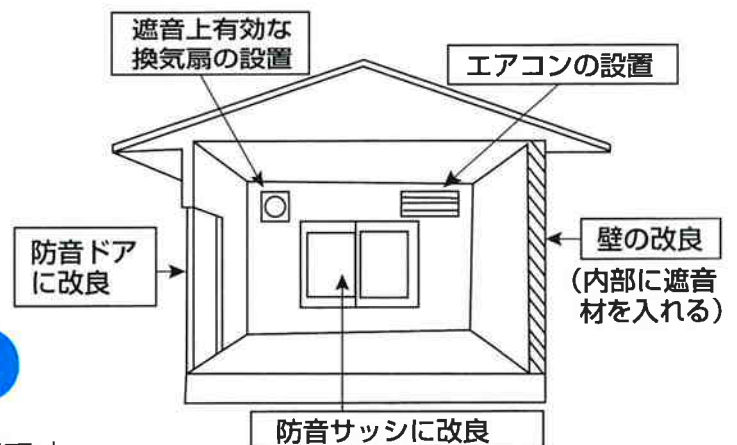 遮音上有効な
換気扇の設置
エアコンの設置
防音ドア
に改良
壁の改良
(内部に遮音
材を入れる)
防音サッシに改良